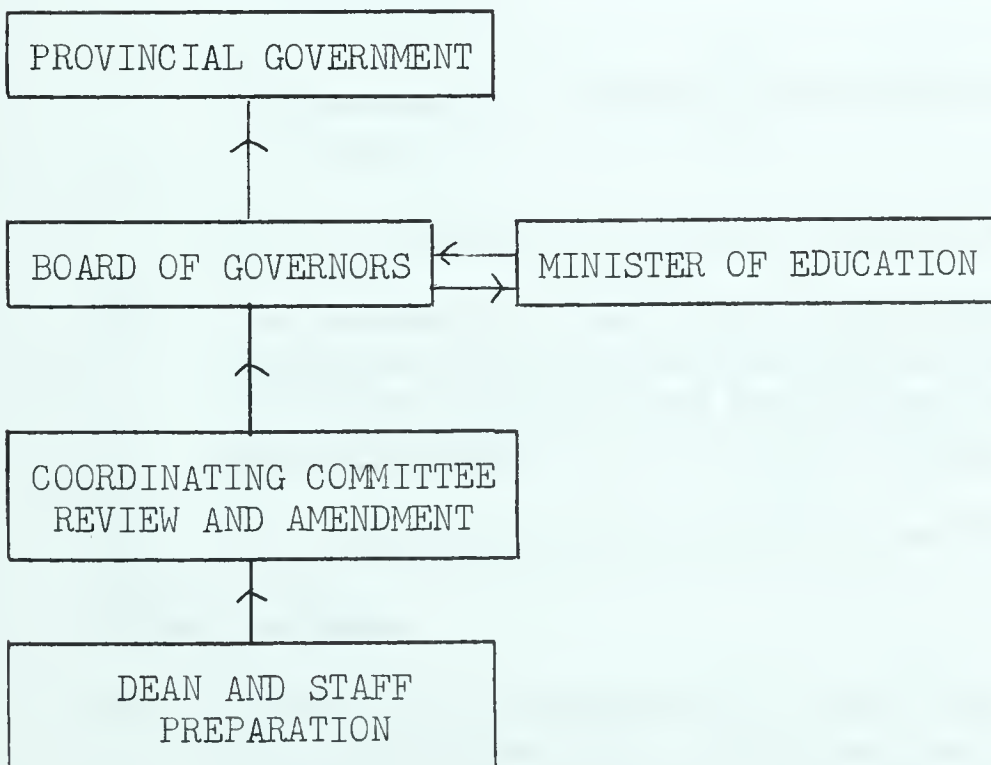 PROVINCIAL GOVERNMENT
BOARD OF GOVERNORS
MINISTER OF EDUCATION
COORDINATING COMMITTEE
REVIEW AND AMENDMENT
DEAN AND STAFF
PREPARATION